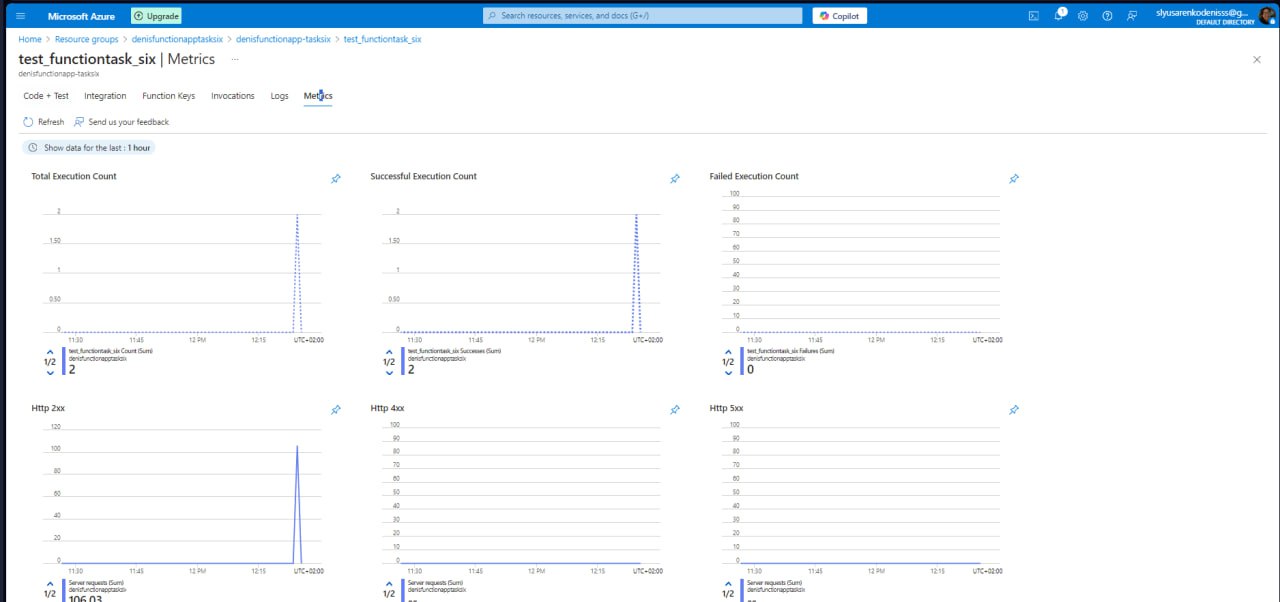 Microsoft Azure
Upgrade
Search resources, services, and docs (G+/)
Copilot
1
slyusarenkodenisss@g...
DEFAULT DIRECTORY
Home > Resource groups > denisfunctionapptasksix > denisfunctionapp-tasksix > test_functiontask_six
test_functiontask_six | Metrics ...
denisfunctionapp-tasksix
Code + Test Integration Function Keys Invocations Logs Metrics
Refresh Send us your feedback
Show data for the last : 1 hour
Total Execution Count
2
1.50
1
0.50
0
11:30 11:45 12 PM 12:15 UTC+02:00
1/2
test_functiontask_six Count (Sum)
denisfunctionapptasksix
2
Successful Execution Count
2
1.50
1
0.50
0
11:30 11:45 12 PM 12:15 UTC+02:00
1/2
test_functiontask_six Successes (Sum)
denisfunctionapptasksix
2
Failed Execution Count
100
90
80
70
60
50
40
30
20
10
0
11:30 11:45 12 PM 12:15 UTC+02:00
1/2
test_functiontask_six Failures (Sum)
denisfunctionapptasksix
0
Http 2xx
120
100
80
60
40
20
0
11:30 11:45 12 PM 12:15 UTC+02:00
1/2
Server requests (Sum)
denisfunctionapptasksix
106.03
Http 4xx
100
90
80
70
60
50
40
30
20
10
0
11:30 11:45 12 PM 12:15 UTC+02:00
1/2
Server requests (Sum)
denisfunctionapptasksix
Http 5xx
100
90
80
70
60
50
40
30
20
10
0
11:30 11:45 12 PM 12:15 UTC+02:00
1/2
Server requests (Sum)
denisfunctionapptasksix